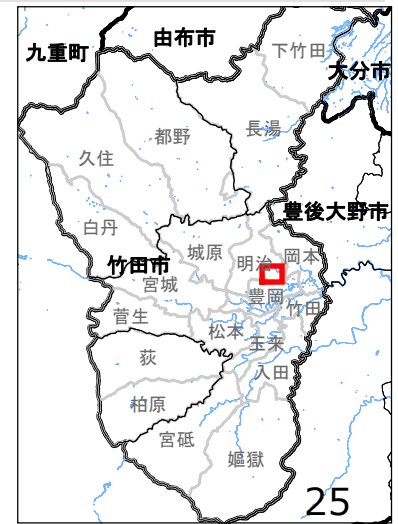 由布市
九重町
下竹田
大分市
都野
長湯
久住
豊後大野市
白丹
城原
岡本
明治
竹田市
宮城
豊岡
竹田
菅生
松本
玉来
荻
入田
柏原
宮砥
嫗獄
25